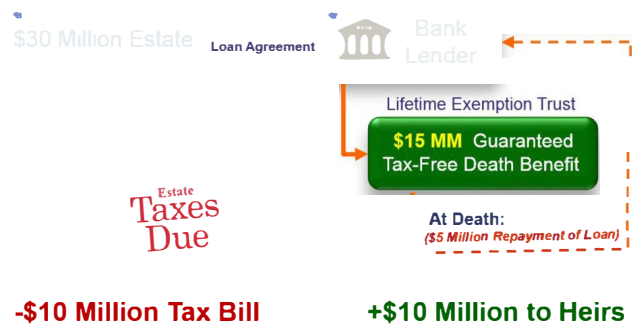 $30 Million Estate
Loan Agreement
BANK
Bank
Lender
Lifetime Exemption Trust
$15 MM Guaranteed
Tax-Free Death Benefit
Estate
Taxes
Due
At Death:
($5 Million Repayment of Loan)
-$10 Million Tax Bill
+$10 Million to Heirs